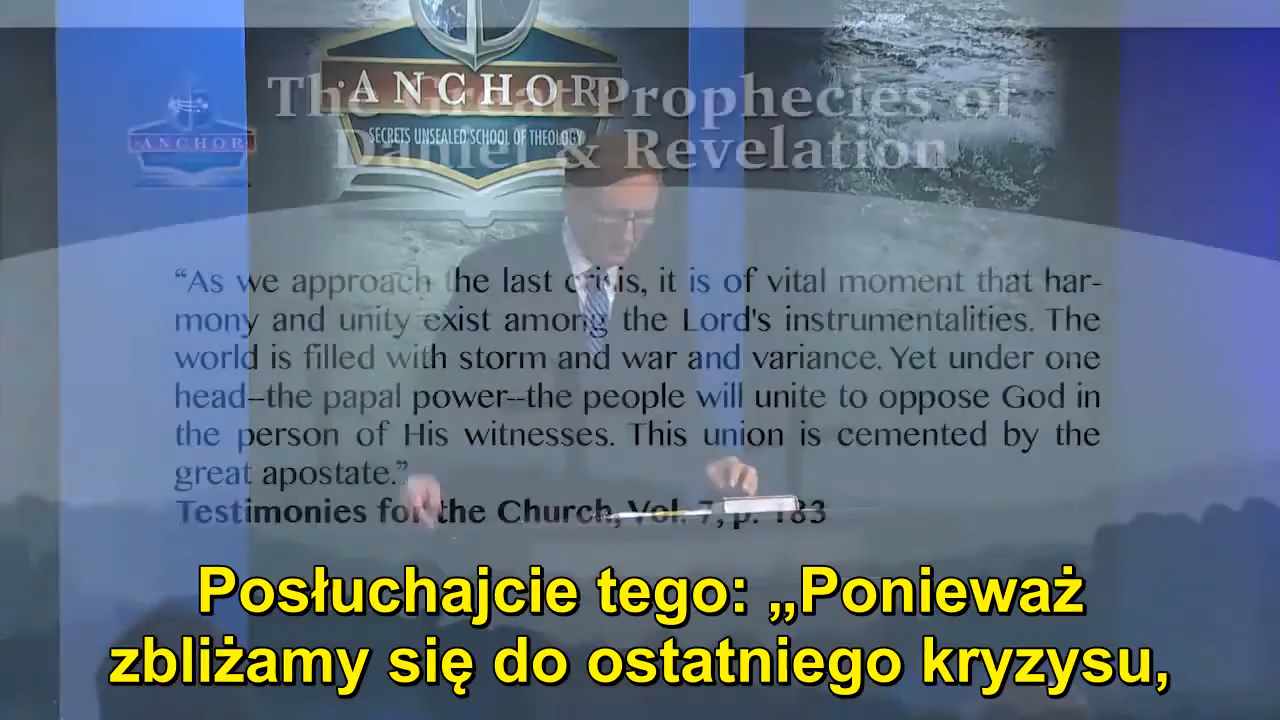 ANCHOR
SECRETS UNSEALED SCHOOL OF THEOLOGY
ANCHOR
The Great Prophecies of
Daniel & Revelation
“As we approach the last crisis, it is of vital moment that har-
mony and unity exist among the Lord's instrumentalities. The
world is filled with storm and war and variance. Yet under one
head--the papal power--the people will unite to oppose God in
the person of His witnesses. This union is cemented by the
great apostate.”
Testimonies for the Church, Vol. 7, p. 183
Posłuchajcie tego: „Ponieważ
zbliżamy się do ostatniego kryzysu,